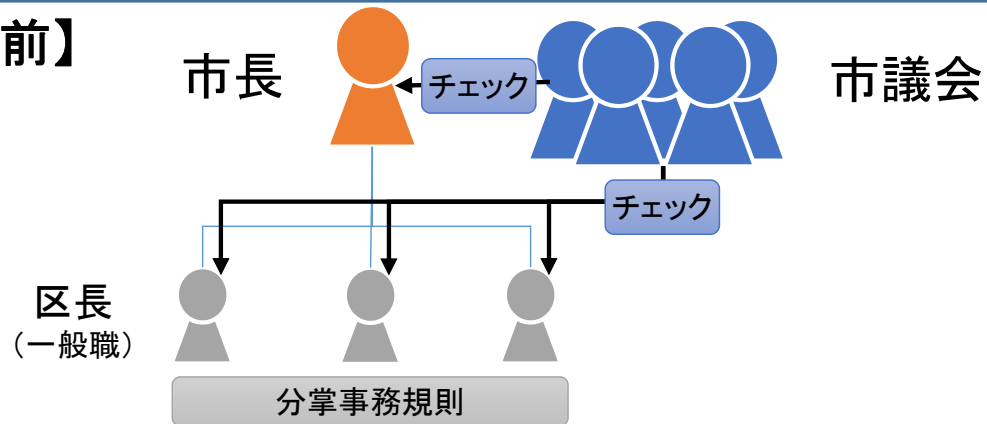 前】
市長
チェック
市議会
チェック
区長
（一般職）
分掌事務規則